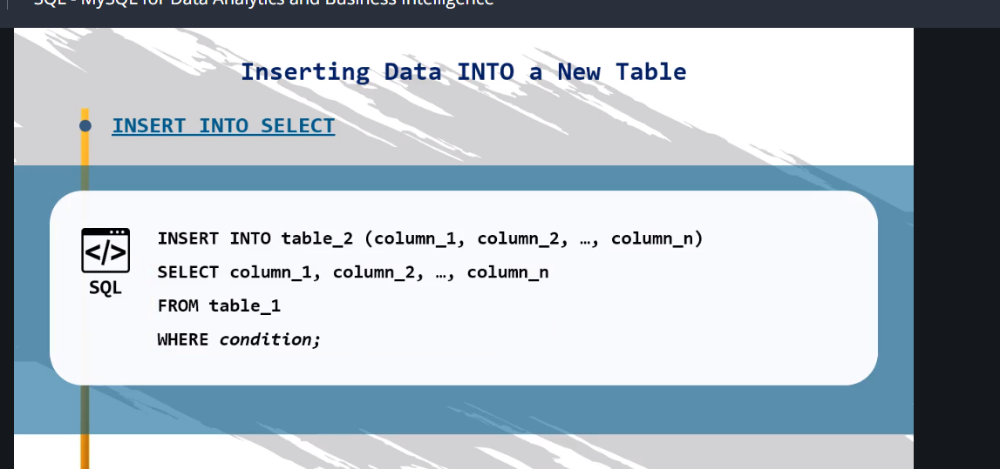 SQL - MySQL for Data Analytics and Business Intelligence
Inserting Data INTO a New Table
INSERT INTO SELECT
</>
SQL
INSERT INTO table_2 (column_1, column_2, …, column_n)
SELECT column_1, column_2, …, column_n
FROM table_1
WHERE condition;